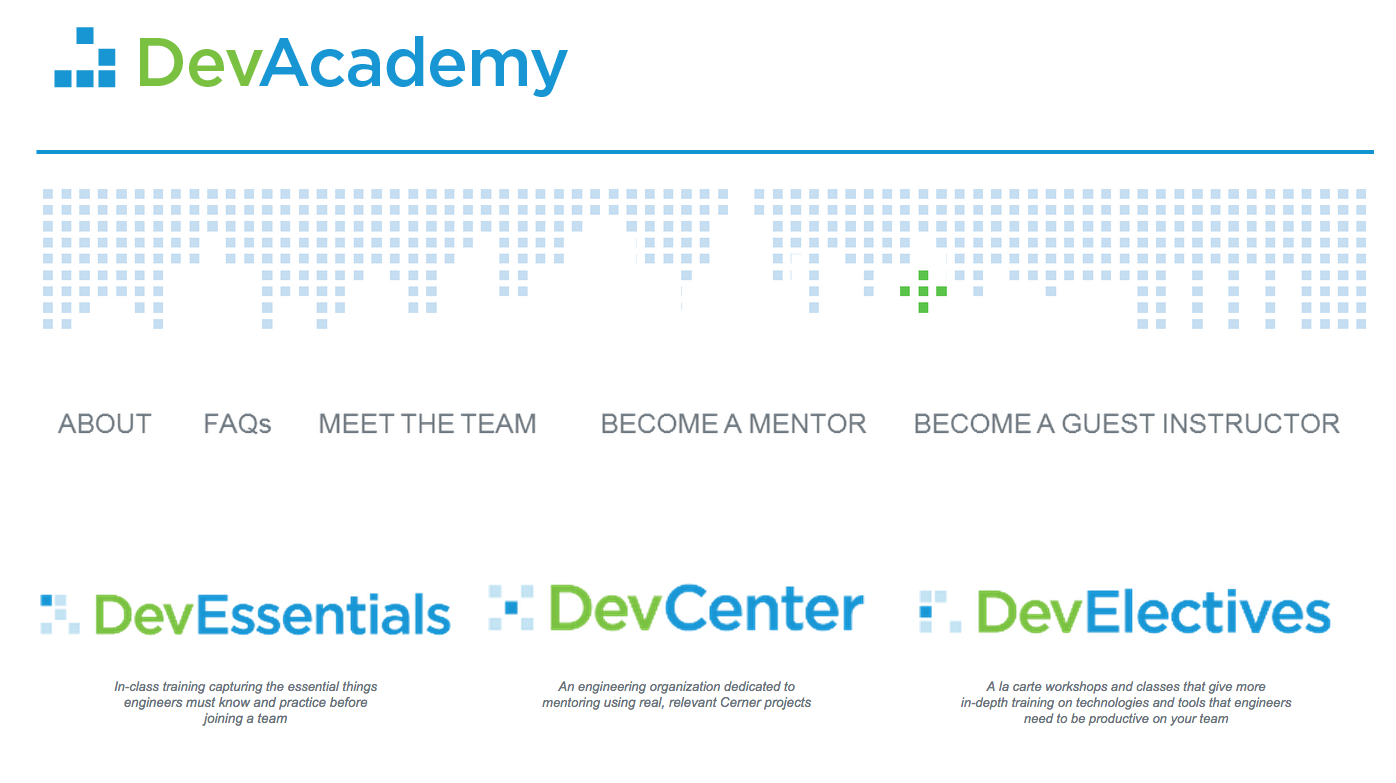 DevAcademy
ABOUT FAQs MEET THE TEAM BECOME A MENTOR BECOME A GUEST INSTRUCTOR
DevEssentials
In-class training capturing the essential things
engineers must know and practice before
joining a team
DevCenter
An engineering organization dedicated to
mentoring using real, relevant Cerner projects
DevElectives
A la carte workshops and classes that give more
in-depth training on technologies and tools that engineers
need to be productive on your team